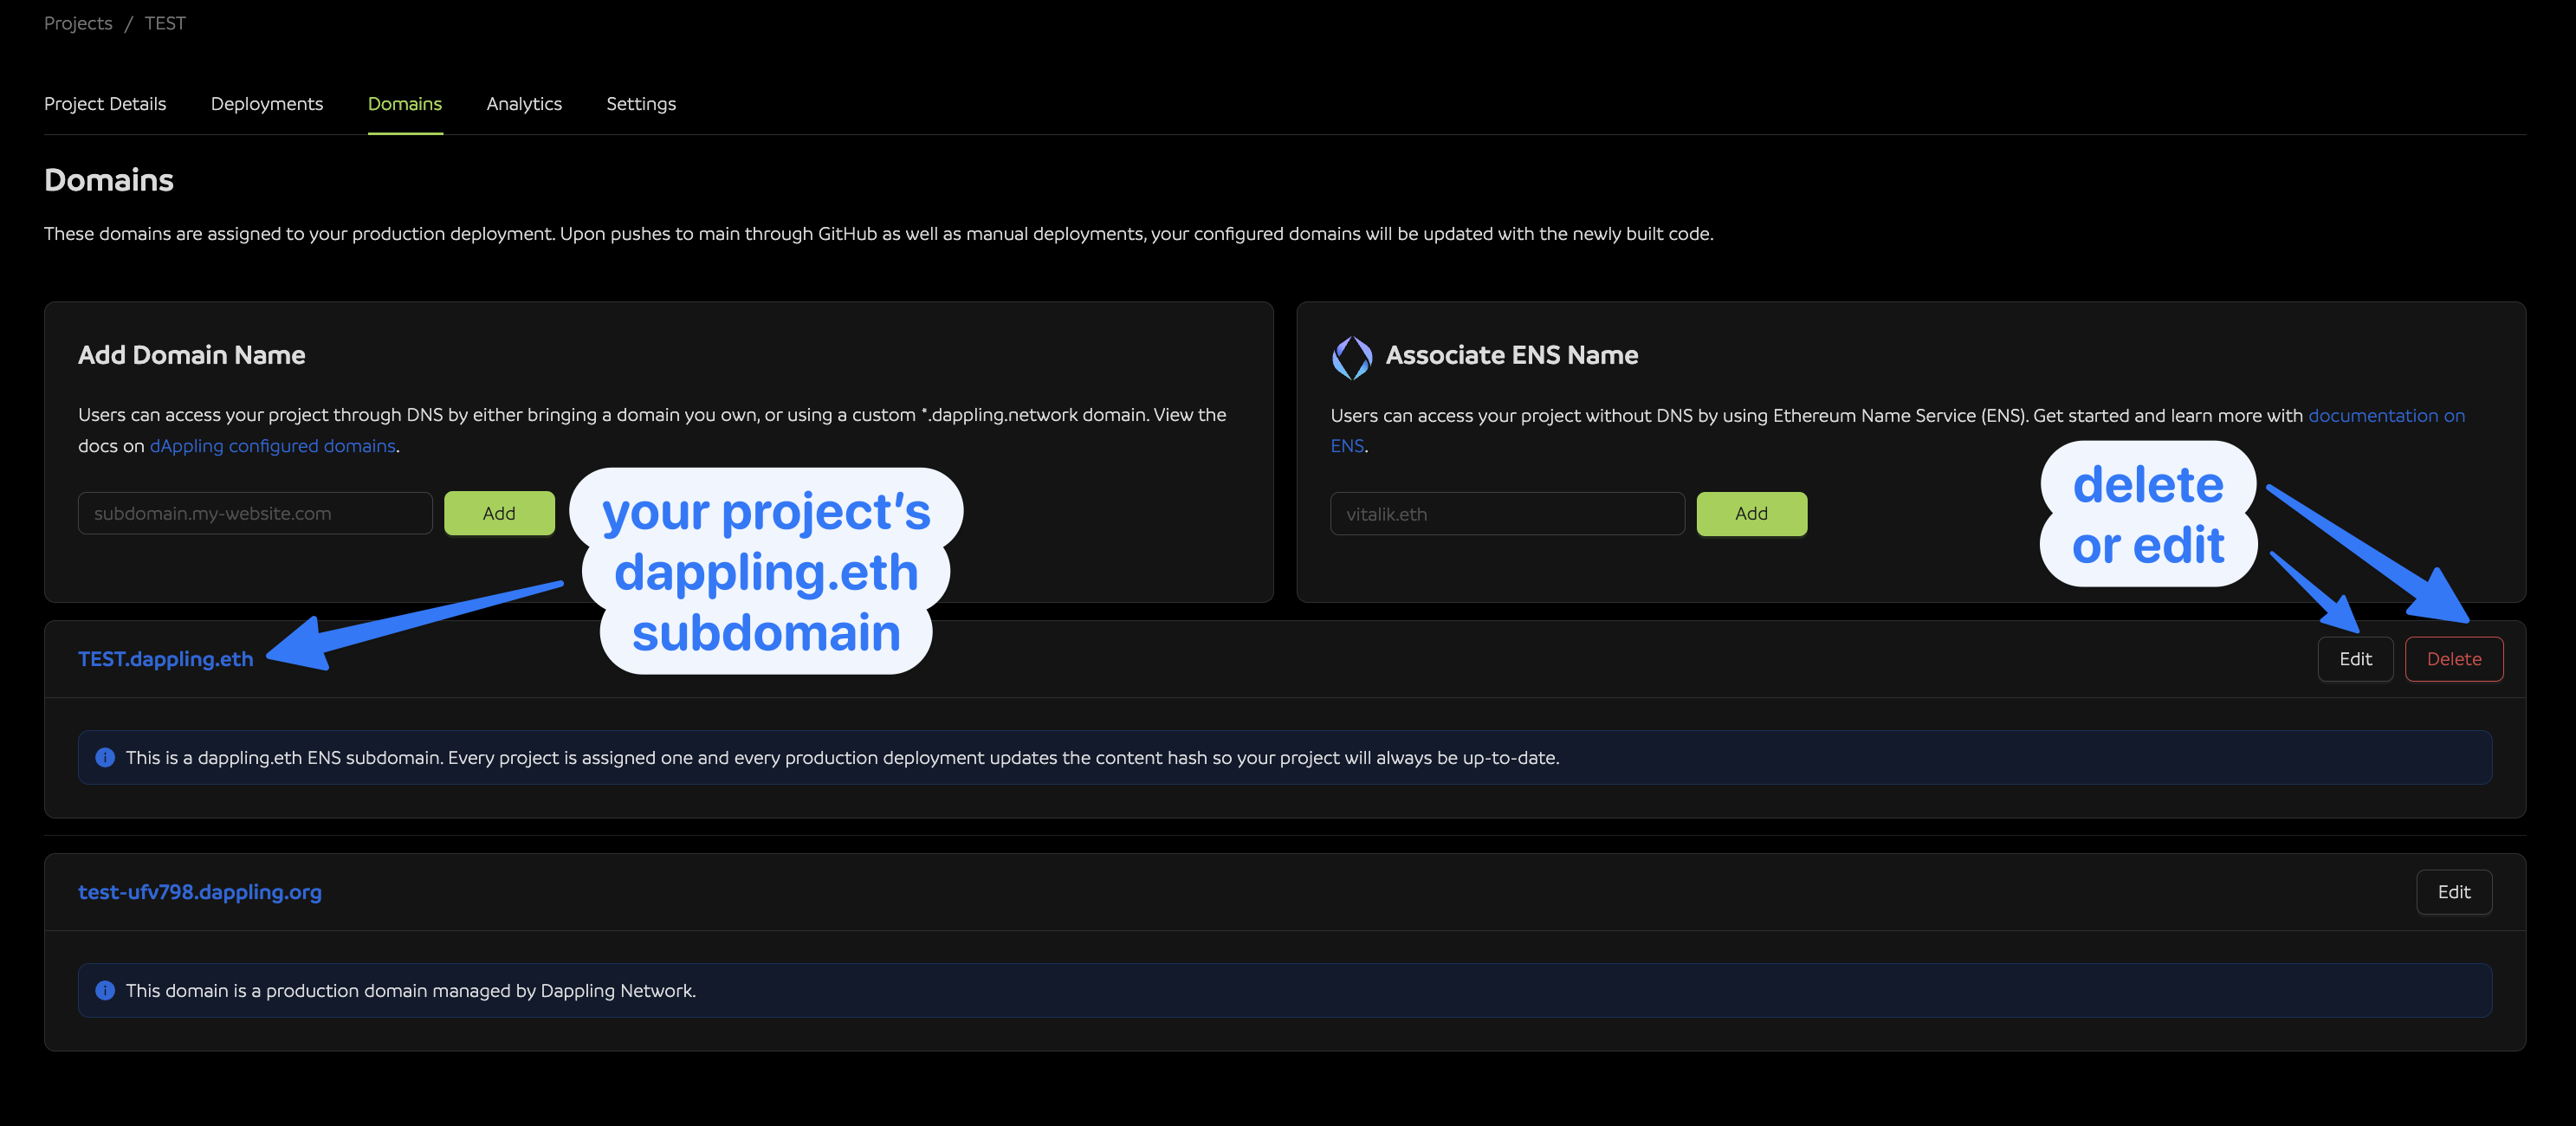 Projects / TEST
Project Details Deployments Domains Analytics Settings
Domains
These domains are assigned to your production deployment. Upon pushes to main through GitHub as well as manual deployments, your configured domains will be updated with the newly built code.
Add Domain Name
Users can access your project through DNS by either bringing a domain you own, or using a custom *.dappling.network domain. View the
docs on dAppling configured domains.
subdomain.my-website.com
Add
Associate ENS Name
Users can access your project without DNS by using Ethereum Name Service (ENS). Get started and learn more with documentation on
ENS.
vitalik.eth
Add
your project's
dappling.eth
subdomain
delete
or edit
TEST.dappling.eth
Edit
Delete
This is a dappling.eth ENS subdomain. Every project is assigned one and every production deployment updates the content hash so your project will always be up-to-date.
test-ufv798.dappling.org
Edit
This domain is a production domain managed by Dappling Network.